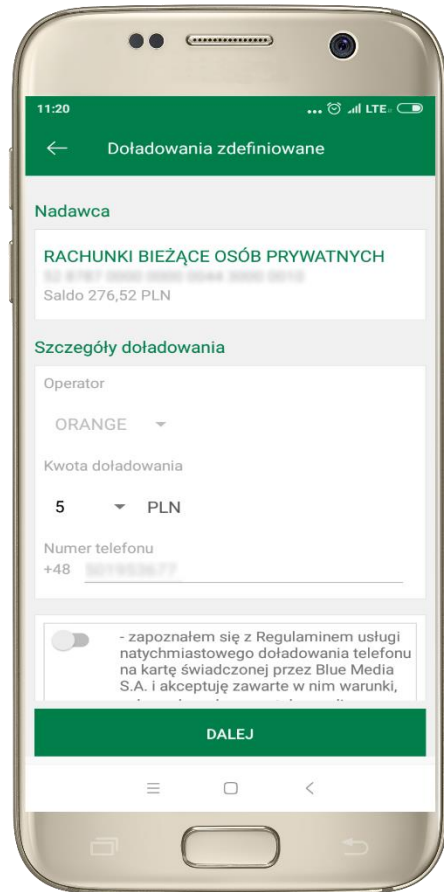 11:20
... LTE
Doładowania zdefiniowane
Nadawca
RACHUNKI BIEŻĄCE OSÓB PRYWATNYCH
Saldo 276,52 PLN
Szczegóły doładowania
Operator
ORANGE
Kwota doładowania
5 PLN
Numer telefonu
+48
- zapoznałem się z Regulaminem usługi
natychmiastowego doładowania telefonu
na kartę świadczonej przez Blue Media
S.A. i akceptuję zawarte w nim warunki,
DALEJ